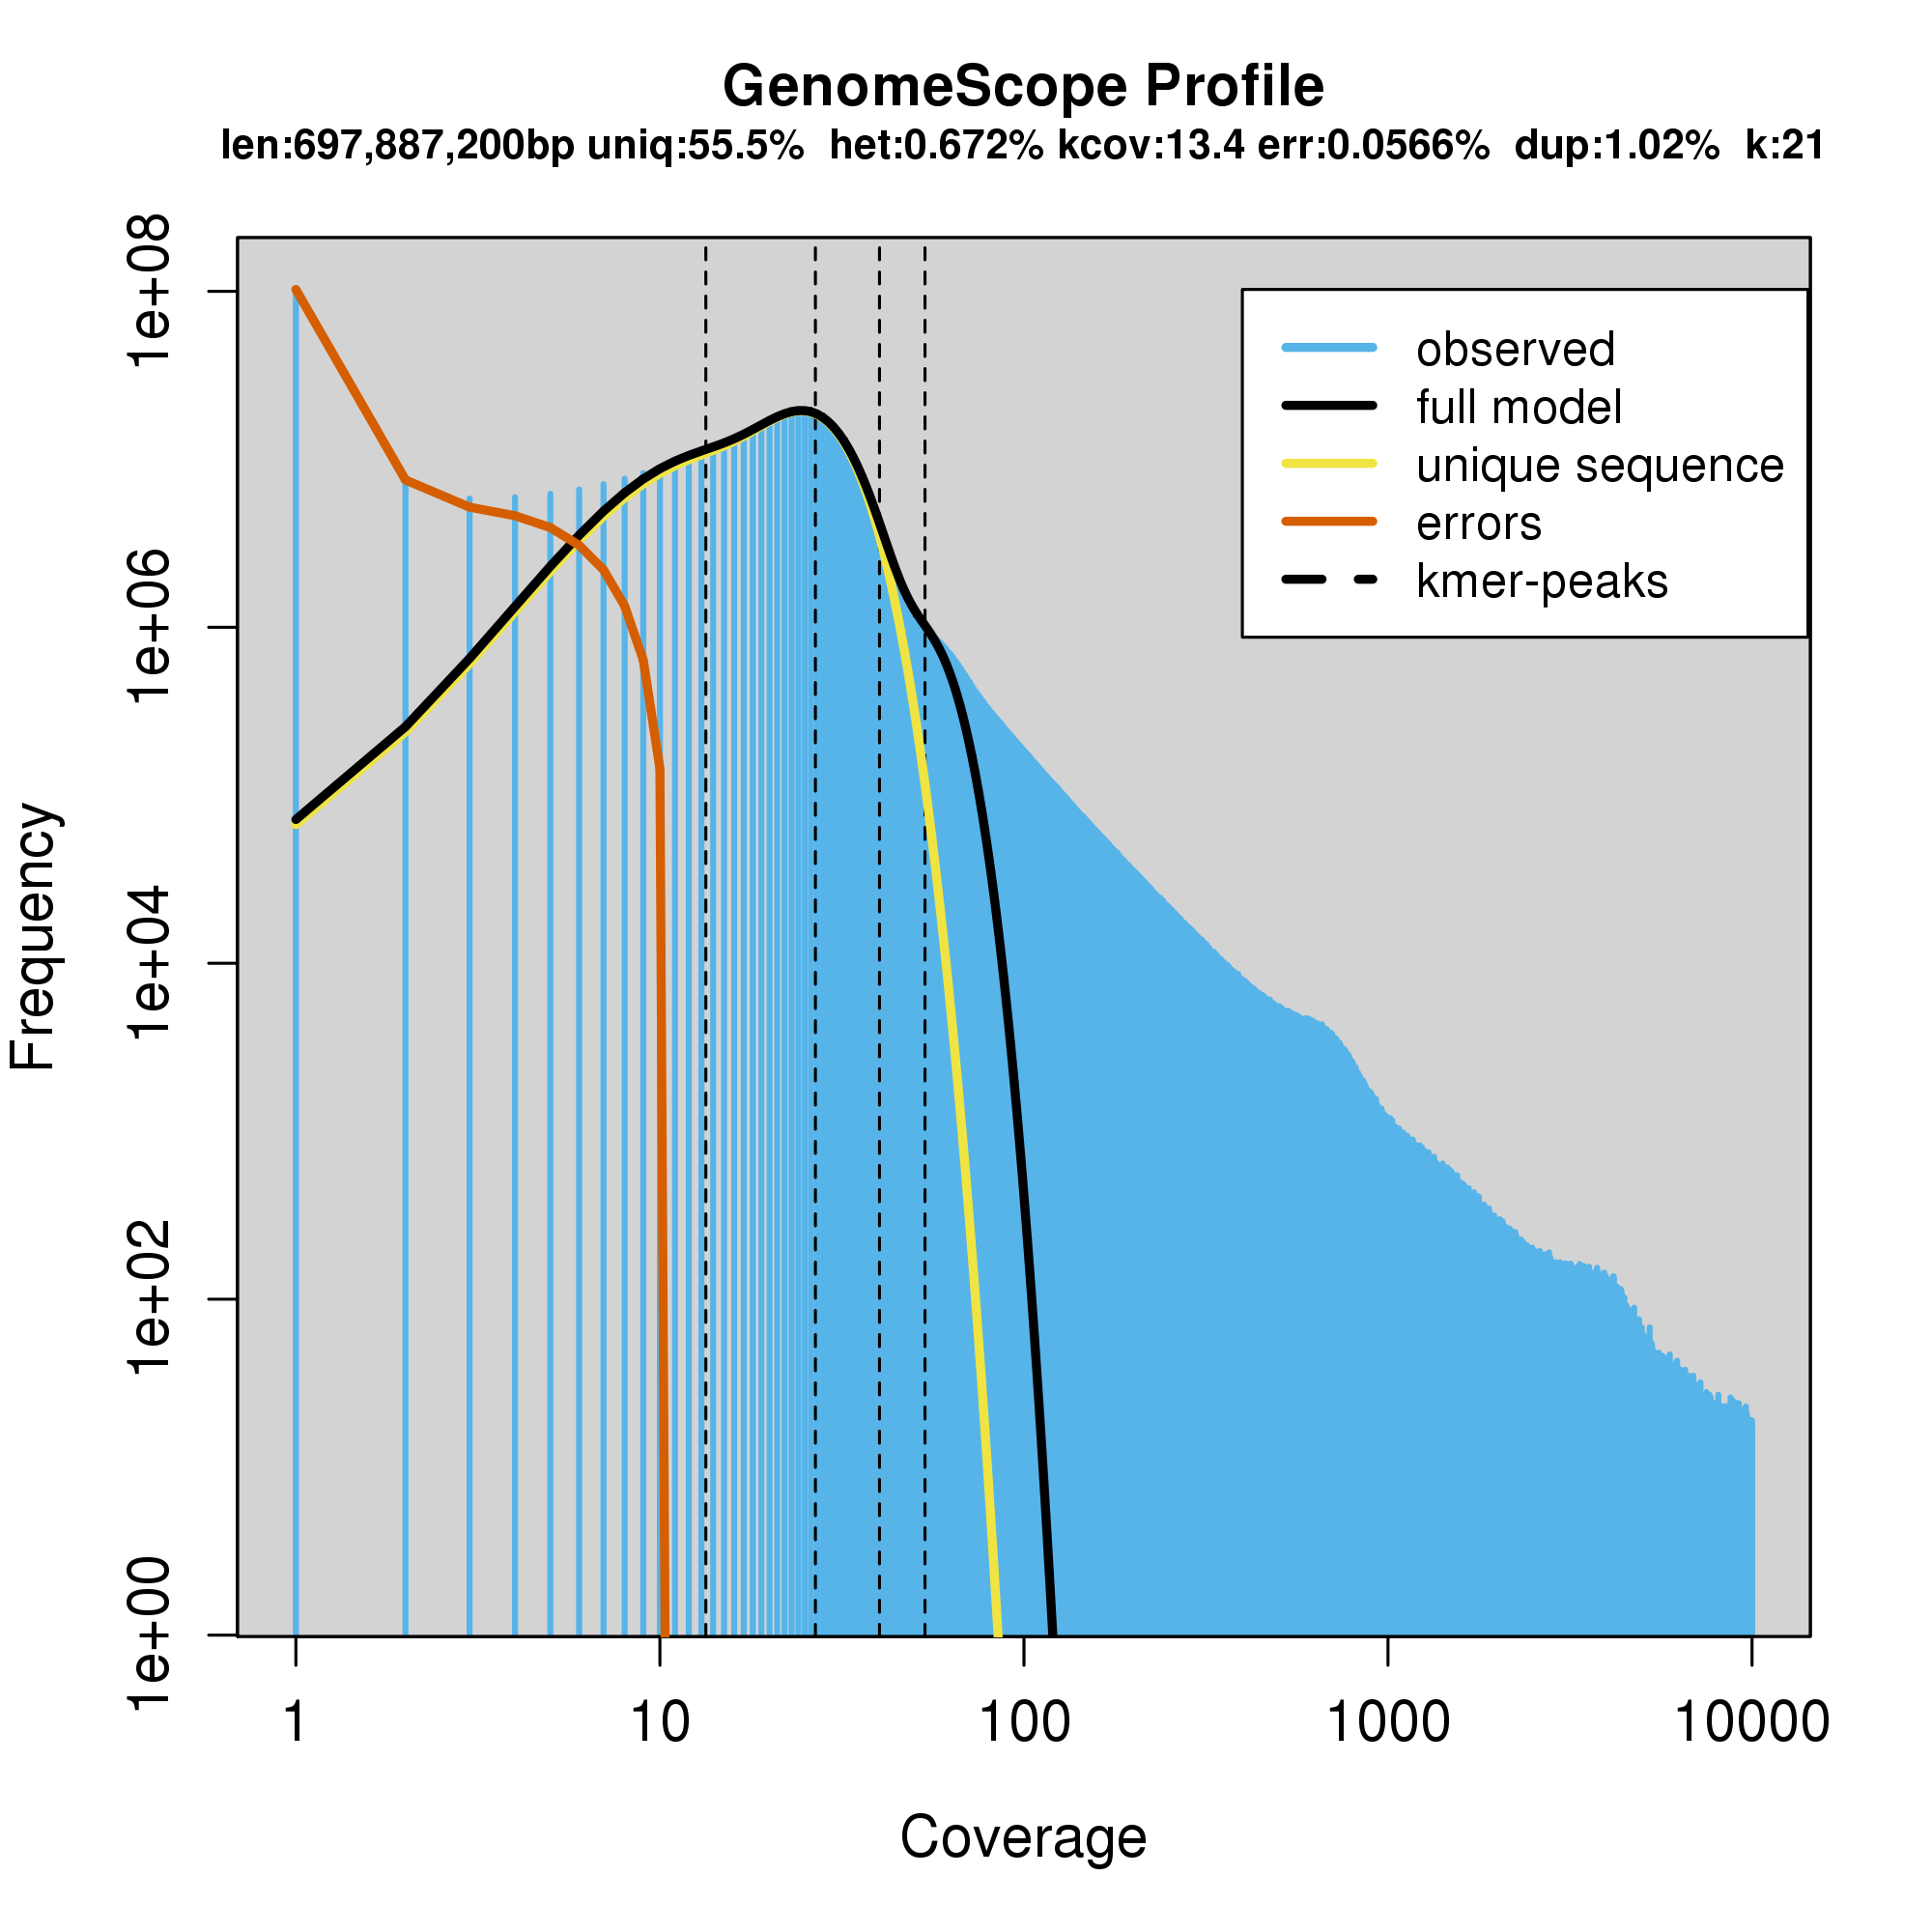 GenomeScope Profile
len:697,887,200bp uniq:55.5% het:0.672% kcov:13.4 err:0.0566% dup:1.02% k:21
observed
full model
unique sequence
errors
kmer-peaks
Frequency
1e+08
1e+06
1e+04
1e+02
1e+00
1 10 100 1000 10000
Coverage